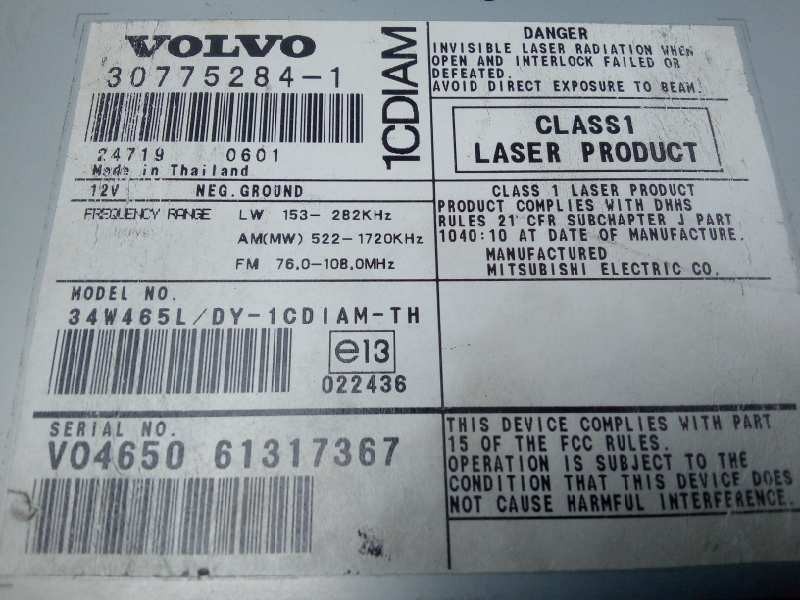 VOLVO
30775284-1
1CDIAM
24719 0601
Made in Thailand
12V NEG.GROUND
FREQUENCY RANGE LW 153-282KHz
AM(MW) 522-1720KHz
FM 76.0-108.0MHz
MODEL NO.
34W465L/DY-1CDIAM-TH
e13
022436
SERIAL NO.
V04650 61317367
DANGER
INVISIBLE LASER RADIATION WHEN
OPEN AND INTERLOCK FAILED OR
DEFEATED.
AVOID DIRECT EXPOSURE TO BEAM.
CLASS1
LASER PRODUCT
CLASS 1 LASER PRODUCT
PRODUCT COMPLIES WITH DHHS
RULES 21 CFR SUBCHAPTER J PART
1040:10 AT DATE OF MANUFACTURE.
MANUFACTURED
MITSUBISHI ELECTRIC CO.
THIS DEVICE COMPLIES WITH PART
15 OF THE FCC RULES.
OPERATION IS SUBJECT TO THE
CONDITION THAT THIS DEVICE DOES
NOT CAUSE HARMFUL INTERFERENCE.